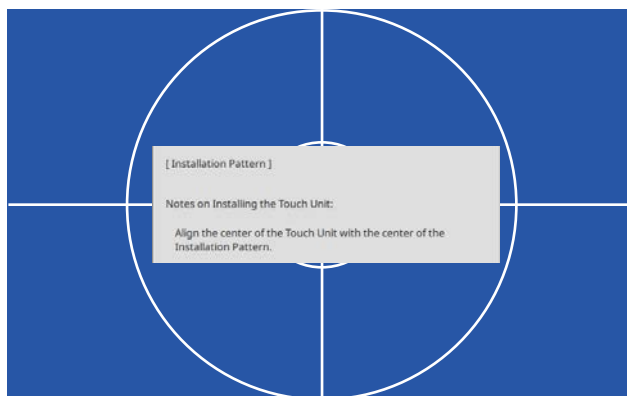 [ Installation Pattern ]
Notes on Installing the Touch Unit:
Align the center of the Touch Unit with the center of the
Installation Pattern.